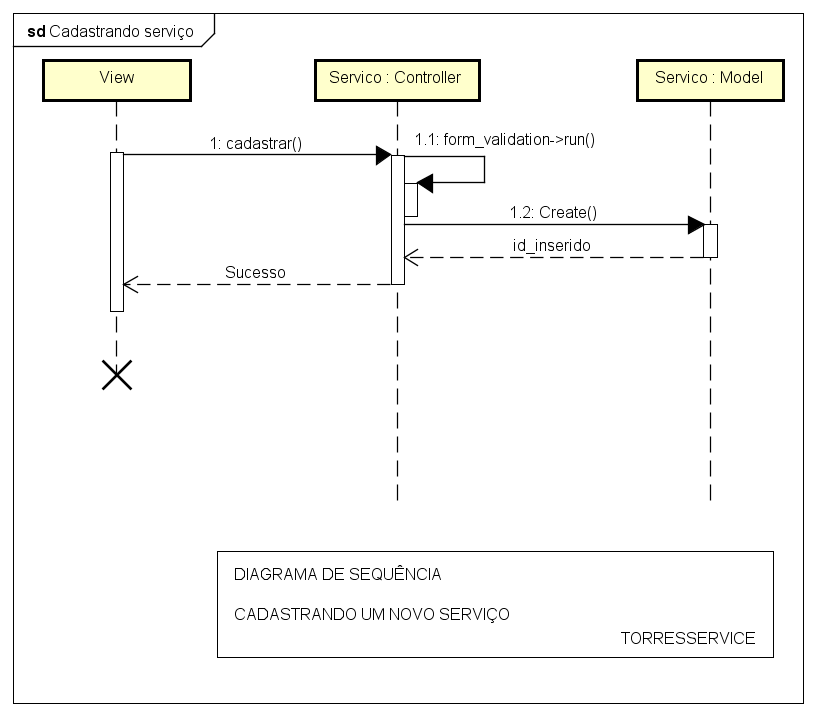 sd Cadastrando serviço
View
Servico : Controller
Servico : Model
1: cadastrar()
1.1: form_validation->run()
1.2: Create()
id_inserido
Sucesso
DIAGRAMA DE SEQUÊNCIA
CADASTRANDO UM NOVO SERVIÇO
TORRESSERVICE